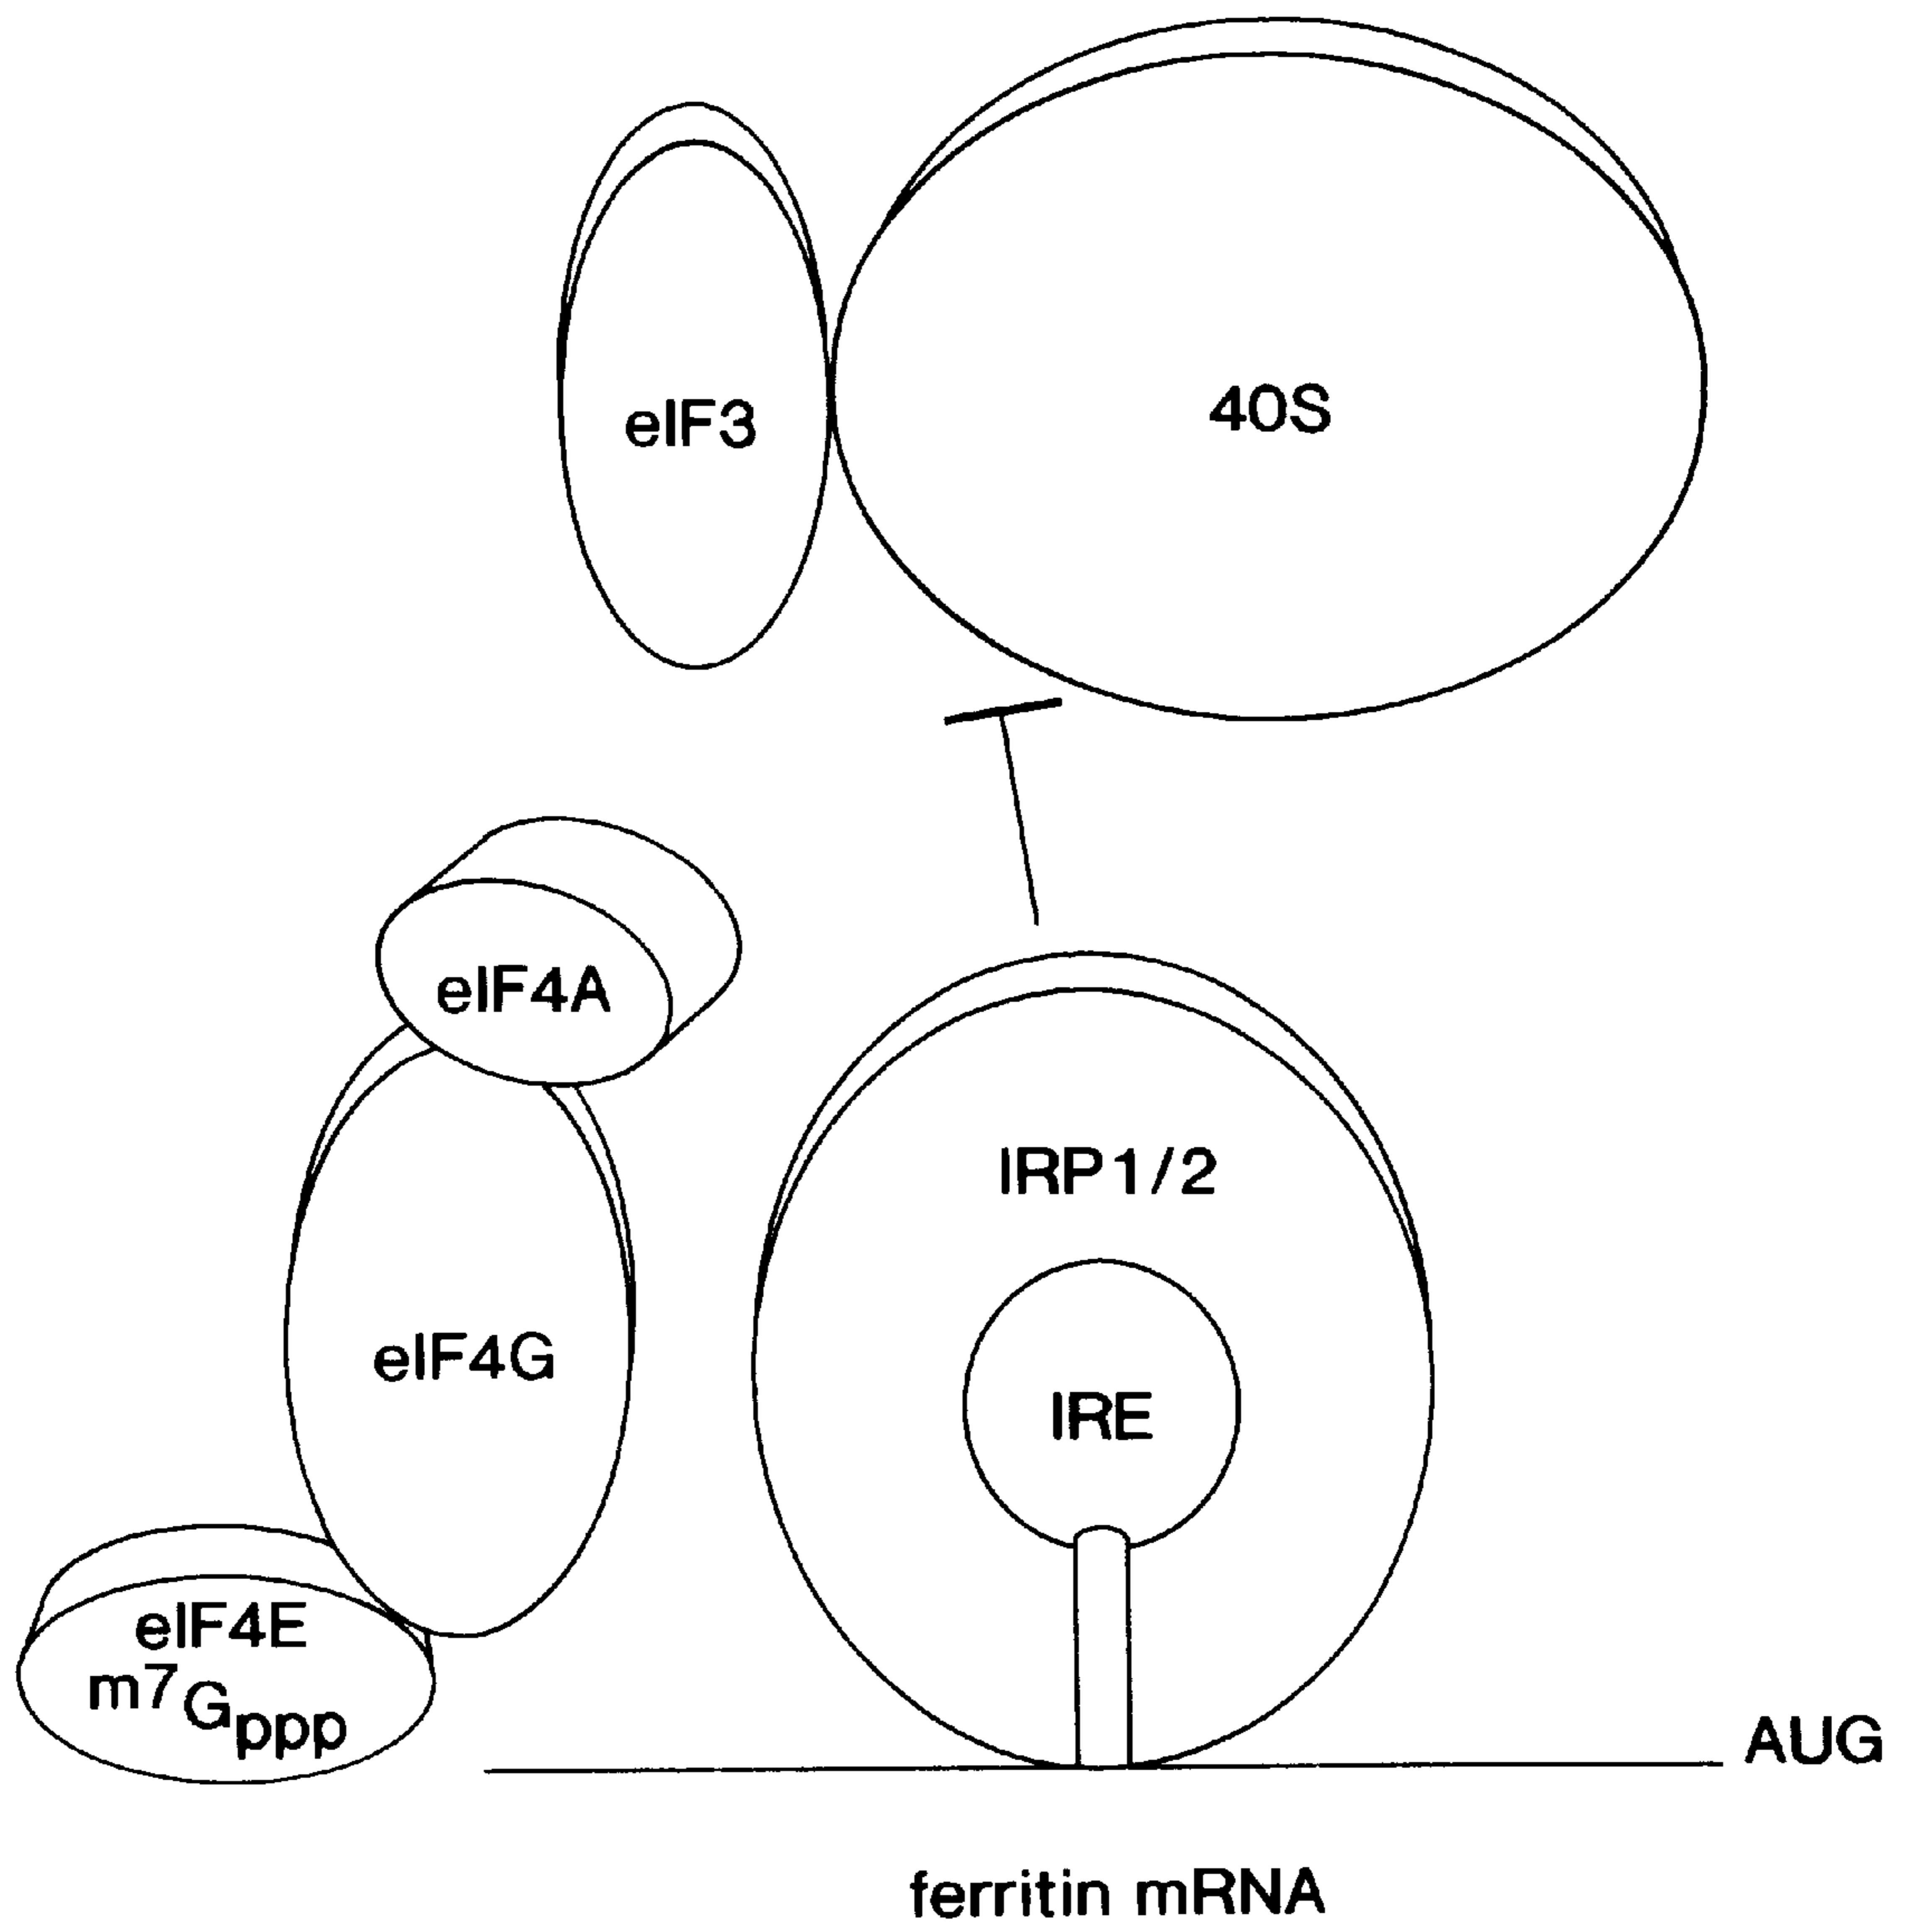 40S
eIF3
eIF4A
IRP1/2
eIF4G
IRE
eIF4E
m7Gppp
AUG
ferritin mRNA